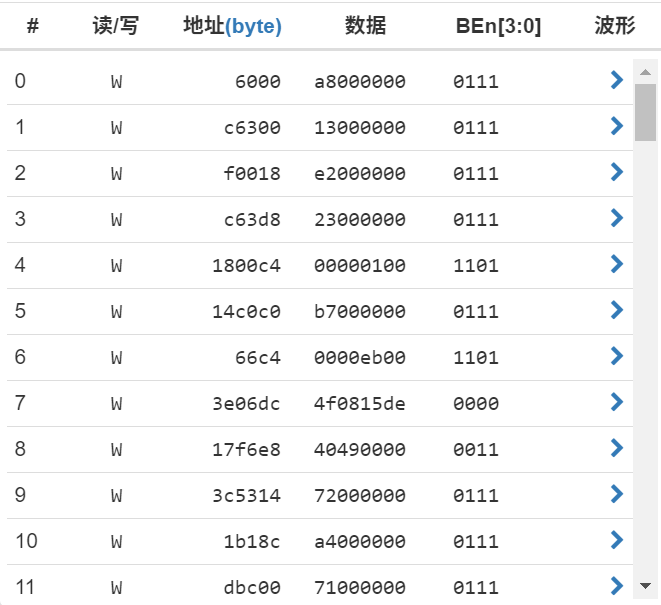 # 读/写 地址(byte) 数据 BEn[3:0] 波形
0 W 6000 a8000000 0111
1 W c6300 13000000 0111
2 W f0018 e2000000 0111
3 W c63d8 23000000 0111
4 W 1800c4 00000100 1101
5 W 14c0c0 b7000000 0111
6 W 66c4 0000eb00 1101
7 W 3e06dc 4f0815de 0000
8 W 17f6e8 40490000 0011
9 W 3c5314 72000000 0111
10 W 1b18c a4000000 0111
11 W dbc00 71000000 0111